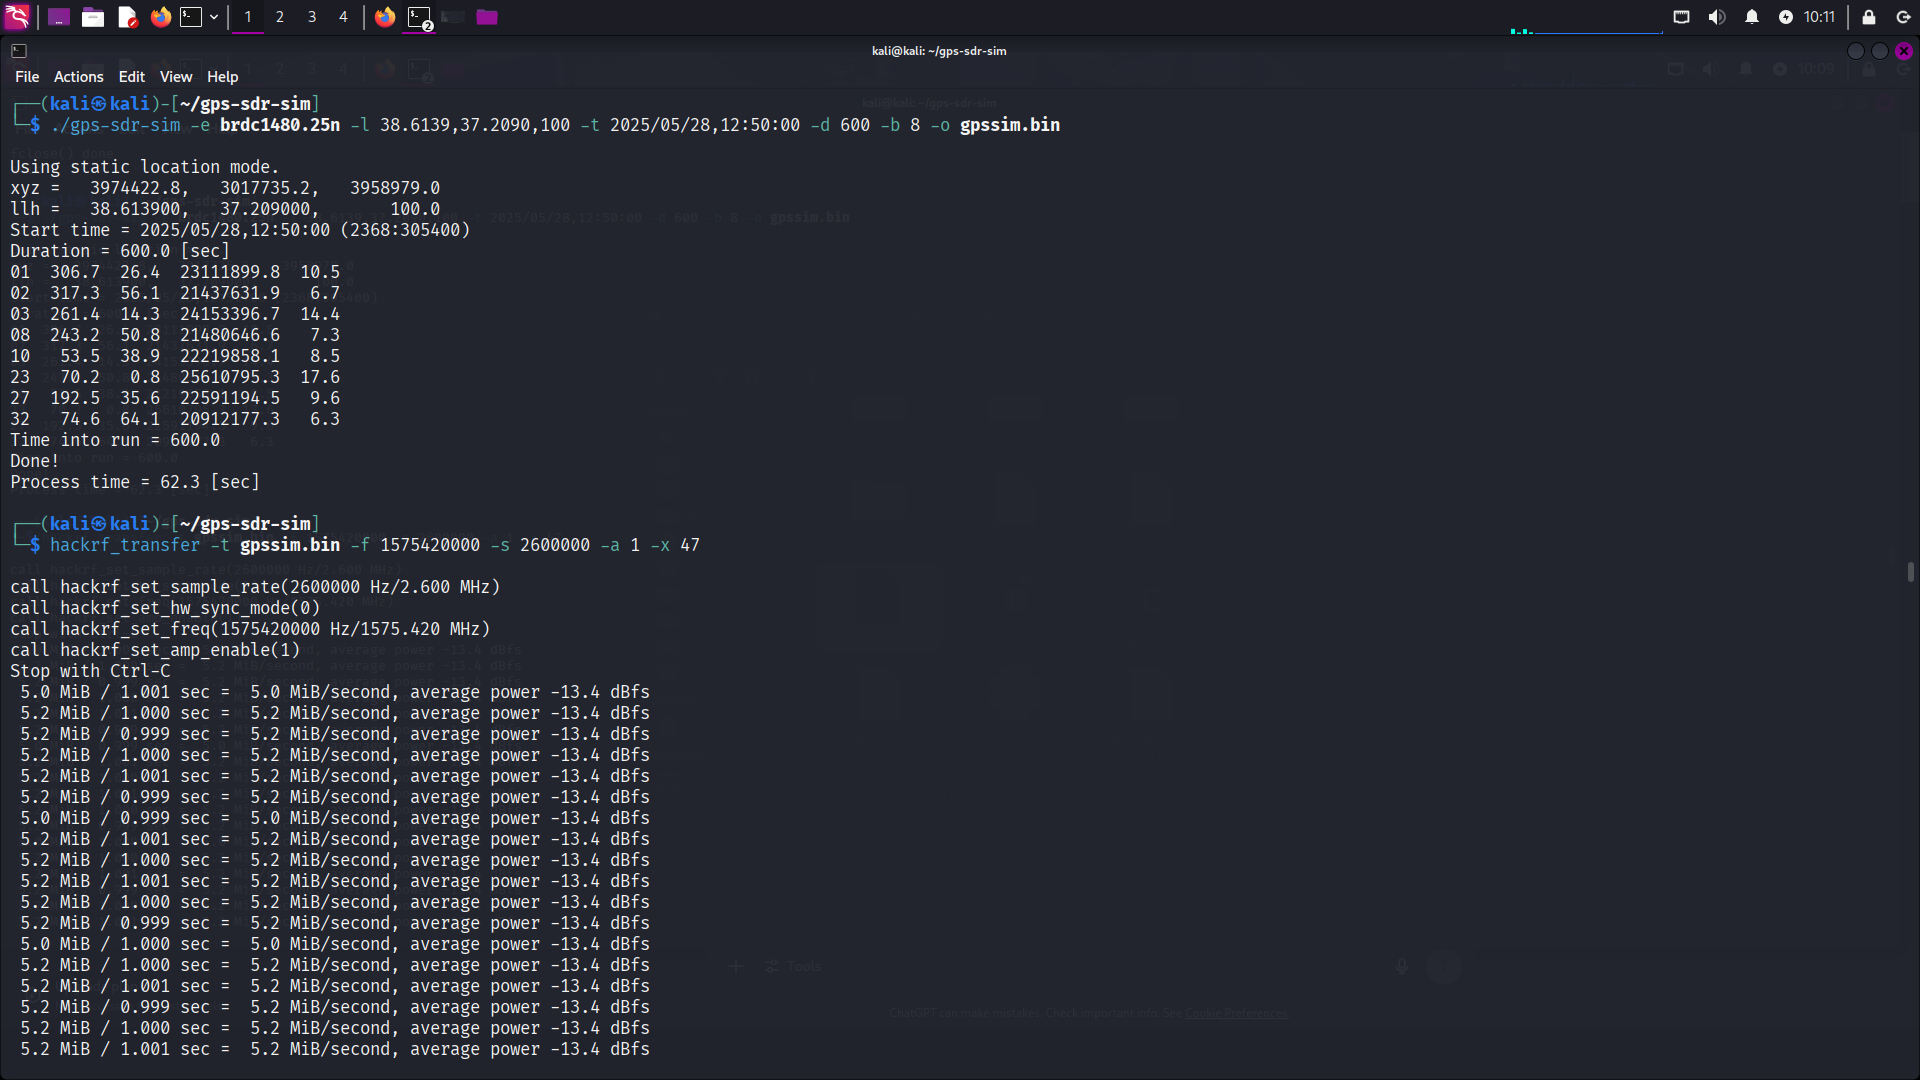 1 2 3 4 2 10:11
kali@kali: ~/gps-sdr-sim
File Actions Edit View Help
(kali㉿kali)-[~/gps-sdr-sim]
$ ./gps-sdr-sim -e brdc1480.25n -l 38.6139,37.2090,100 -t 2025/05/28,12:50:00 -d 600 -b 8 -o gpssim.bin
Using static location mode.
xyz = 3974422.8, 3017735.2, 3958979.0
llh = 38.613900, 37.209000, 100.0
Start time = 2025/05/28,12:50:00 (2368:305400)
Duration = 600.0 [sec]
01 306.7 26.4 23111899.8 10.5
02 317.3 56.1 21437631.9 6.7
03 261.4 14.3 24153396.7 14.4
08 243.2 50.8 21480646.6 7.3
10 53.5 38.9 22219858.1 8.5
23 70.2 0.8 25610795.3 17.6
27 192.5 35.6 22591194.5 9.6
32 74.6 64.1 20912177.3 6.3
Time into run = 600.0
Done!
Process time = 62.3 [sec]
(kali㉿kali)-[~/gps-sdr-sim]
$ hackrf_transfer -t gpssim.bin -f 1575420000 -s 2600000 -a 1 -x 47
call hackrf_set_sample_rate(2600000 Hz/2.600 MHz)
call hackrf_set_hw_sync_mode(0)
call hackrf_set_freq(1575420000 Hz/1575.420 MHz)
call hackrf_set_amp_enable(1)
Stop with Ctrl-C
5.0 MiB / 1.001 sec = 5.0 MiB/second, average power -13.4 dBfs
5.2 MiB / 1.000 sec = 5.2 MiB/second, average power -13.4 dBfs
5.2 MiB / 0.999 sec = 5.2 MiB/second, average power -13.4 dBfs
5.2 MiB / 1.000 sec = 5.2 MiB/second, average power -13.4 dBfs
5.2 MiB / 1.001 sec = 5.2 MiB/second, average power -13.4 dBfs
5.2 MiB / 0.999 sec = 5.2 MiB/second, average power -13.4 dBfs
5.0 MiB / 0.999 sec = 5.0 MiB/second, average power -13.4 dBfs
5.2 MiB / 1.001 sec = 5.2 MiB/second, average power -13.4 dBfs
5.2 MiB / 1.000 sec = 5.2 MiB/second, average power -13.4 dBfs
5.2 MiB / 1.001 sec = 5.2 MiB/second, average power -13.4 dBfs
5.2 MiB / 1.000 sec = 5.2 MiB/second, average power -13.4 dBfs
5.2 MiB / 0.999 sec = 5.2 MiB/second, average power -13.4 dBfs
5.0 MiB / 1.000 sec = 5.0 MiB/second, average power -13.4 dBfs
5.2 MiB / 1.000 sec = 5.2 MiB/second, average power -13.4 dBfs
5.2 MiB / 1.001 sec = 5.2 MiB/second, average power -13.4 dBfs
5.2 MiB / 0.999 sec = 5.2 MiB/second, average power -13.4 dBfs
5.2 MiB / 1.000 sec = 5.2 MiB/second, average power -13.4 dBfs
5.2 MiB / 1.001 sec = 5.2 MiB/second, average power -13.4 dBfs
Tools
ChatGPT can make mistakes. Check important info. See Cookie Preferences.